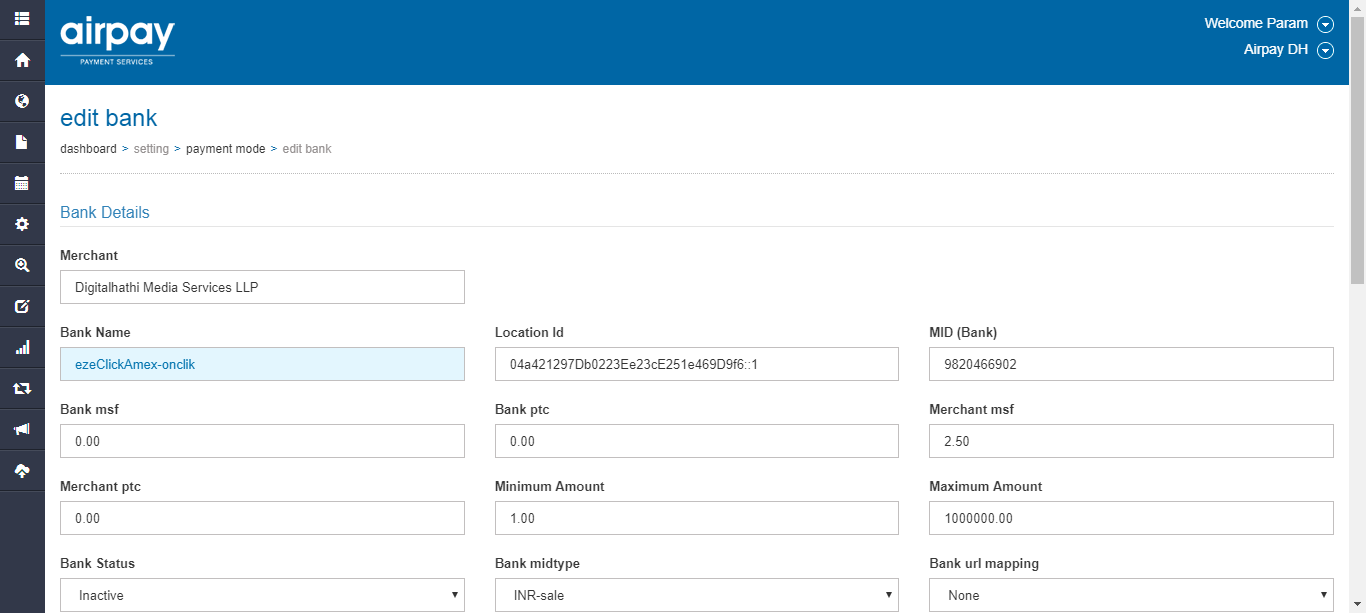 airpay
PAYMENT SERVICES
Welcome Param
Airpay DH
edit bank
dashboard > setting > payment mode > edit bank
Bank Details
Merchant
Digitalhathi Media Services LLP
Bank Name Location Id MID (Bank)
ezeClickAmex-onclik 04a421297Db0223Ee23cE251e469D9f6::1 9820466902
Bank msf Bank ptc Merchant msf
0.00 0.00 2.50
Merchant ptc Minimum Amount Maximum Amount
0.00 1.00 1000000.00
Bank Status Bank midtype Bank url mapping
Inactive INR-sale None